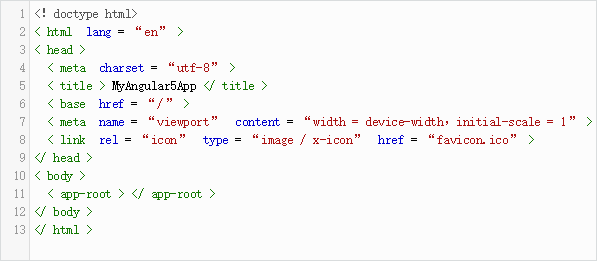 1 <! doctype html>
2 < html  lang = “en” >
3 < head >
4   < meta  charset = “utf-8” >
5   < title > MyAngular5App </ title >
6   < base  href = “/” >
7   < meta  name = “viewport”  content = “width = device-width，initial-scale = 1” >
8   < link  rel = “icon”  type = “image / x-icon”  href = “favicon.ico” >
9 </ head >
10 < body >
11   < app-root > </ app-root >
12 </ body >
13 </ html >